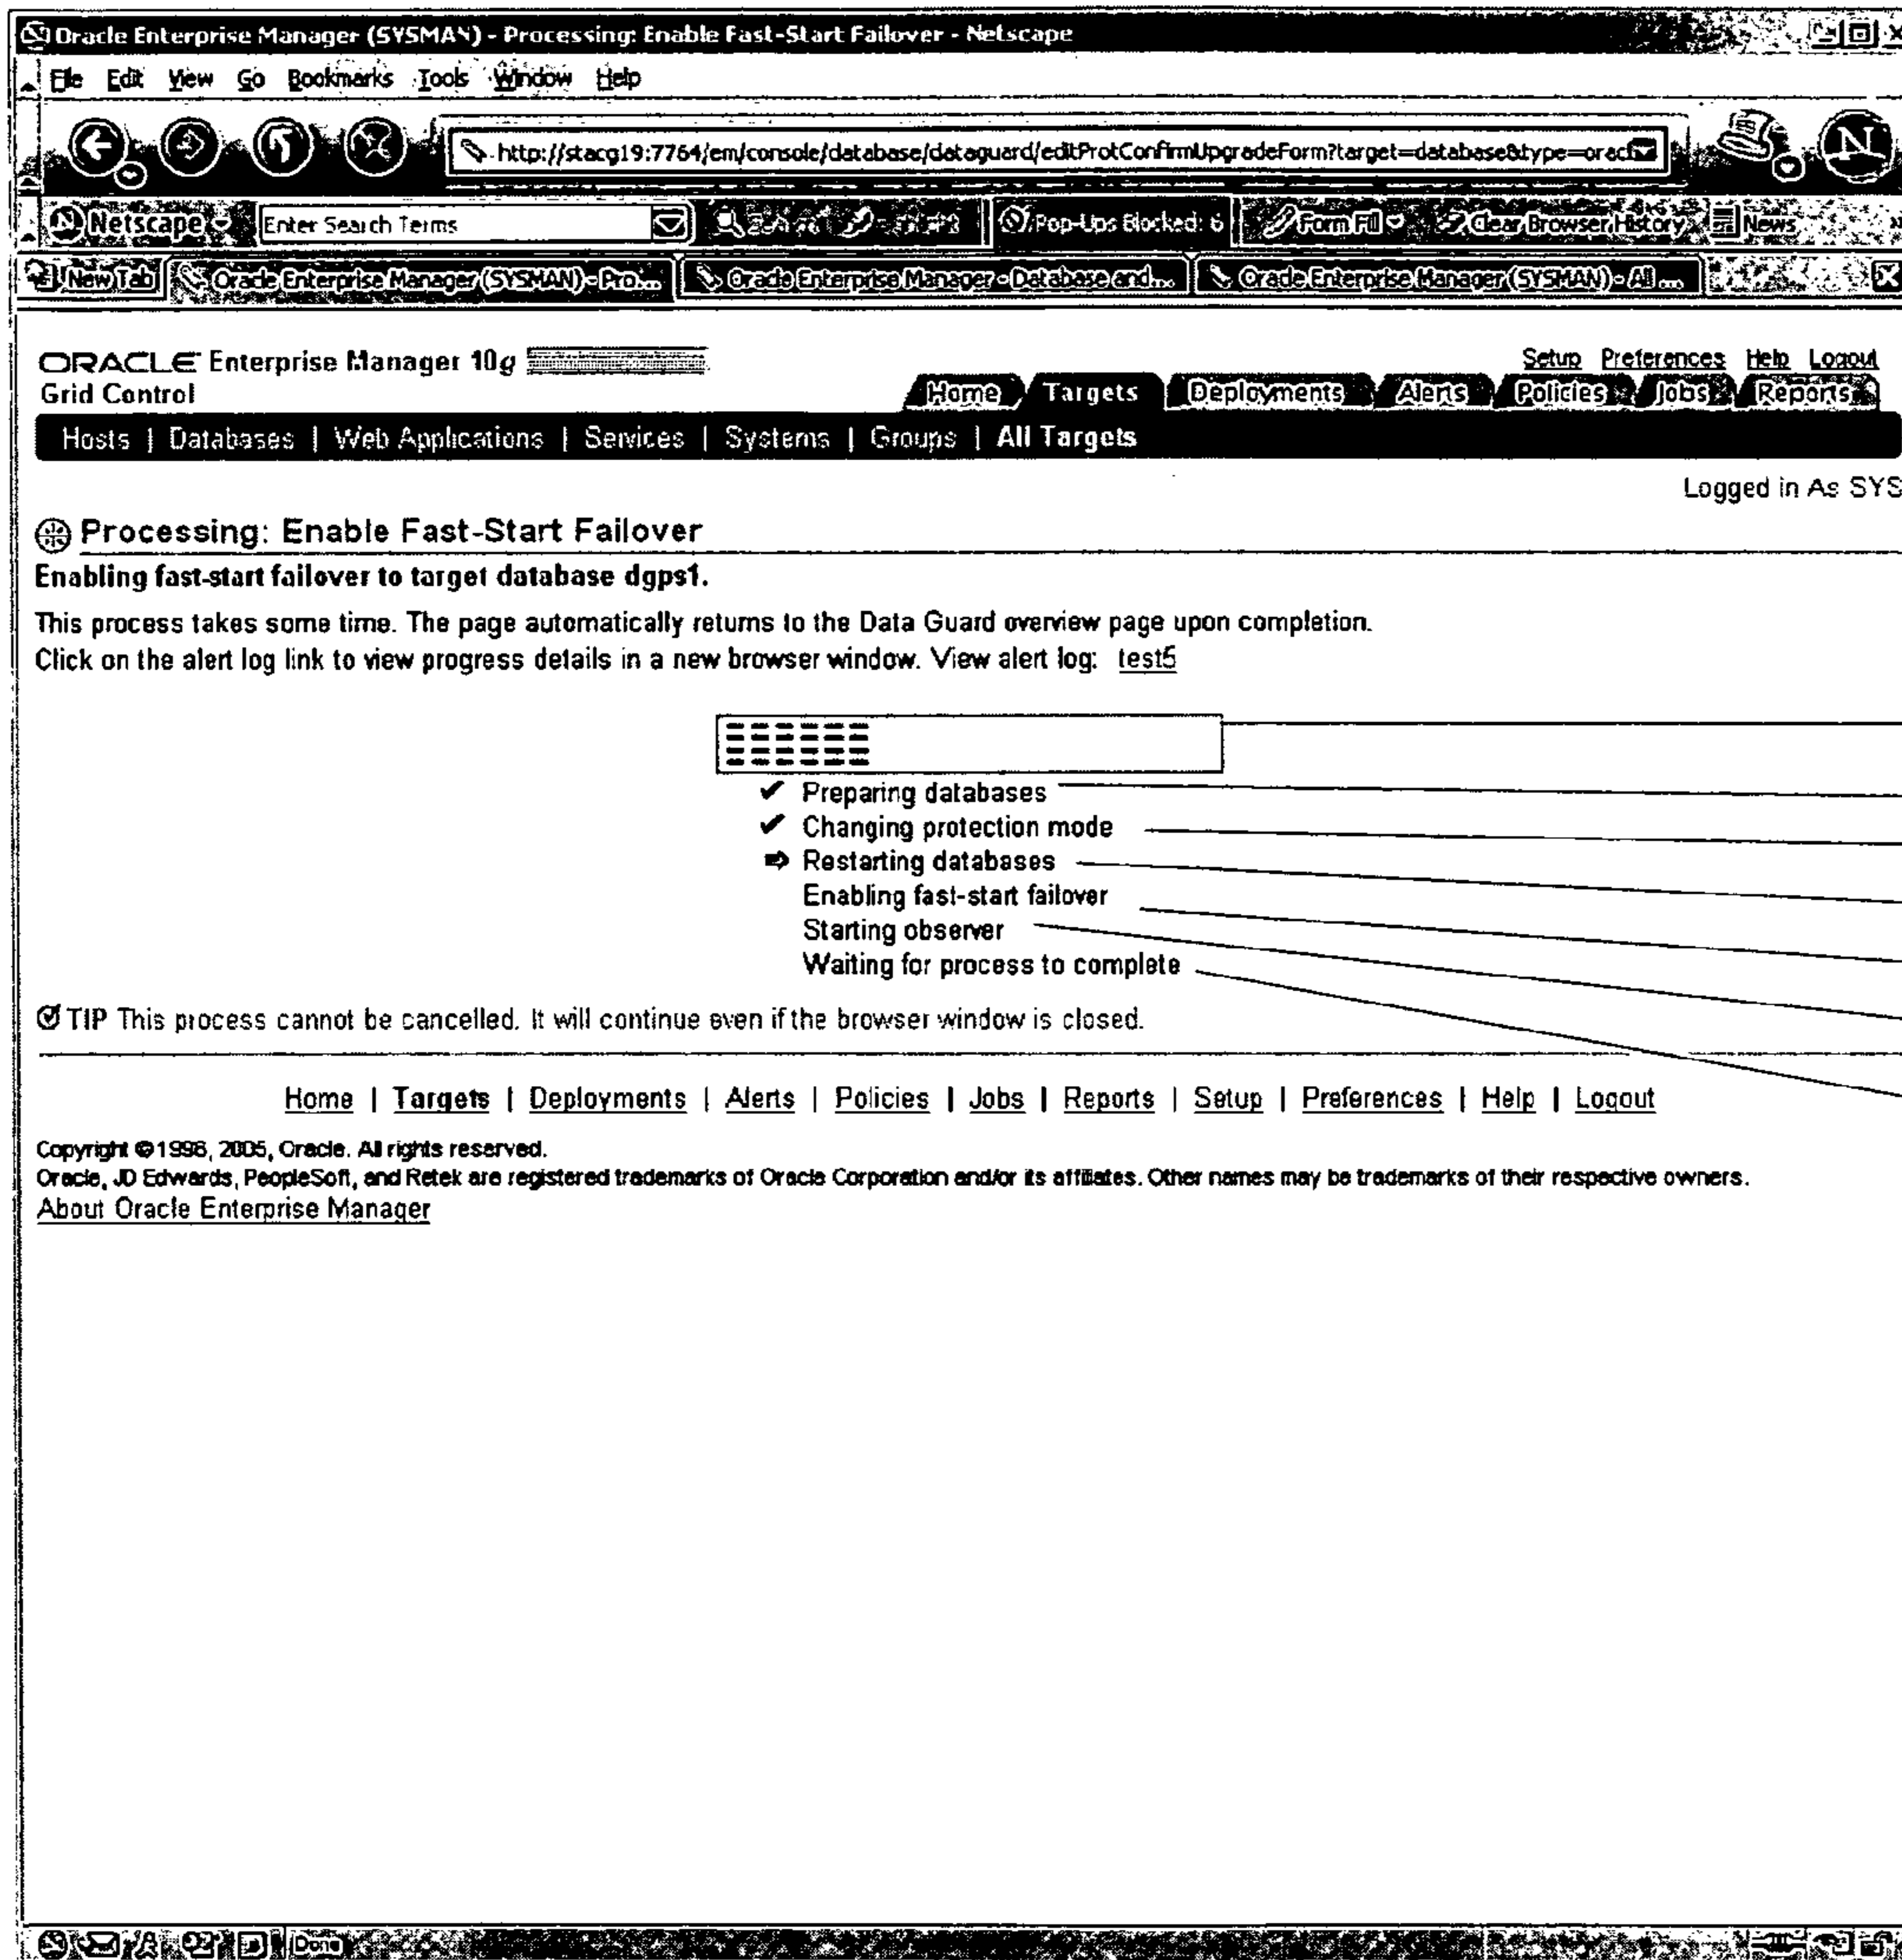 Oracle Enterprise Manager (SYSMAN) - Processing: Enable Fast-Start Failover - Netscape
File Edit View Go Bookmarks Tools Window Help
http://stacg19:7764/em/console/database/dataguard/editProtConfirmUpgradeForm?target=database&type=oracl
Netscape Enter Search Terms Pop-Ups Blocked: 6 Form Fill Clear Browser History News
New Tab Oracle Enterprise Manager (SYSMAN) - Pro... Oracle Enterprise Manager - Database and... Oracle Enterprise Manager (SYSMAN) - All ...
ORACLE Enterprise Manager 10g
Setup Preferences Help Logout
Grid Control
Home Targets Deployments Alerts Policies Jobs Reports
Hosts | Databases | Web Applications | Services | Systems | Groups | All Targets
Logged in As SYS
Processing: Enable Fast-Start Failover
Enabling fast-start failover to target database dgps1.
This process takes some time. The page automatically returns to the Data Guard overview page upon completion.
Click on the alert log link to view progress details in a new browser window. View alert log: test5
✔ Preparing databases
✔ Changing protection mode
⇨ Restarting databases
Enabling fast-start failover
Starting observer
Waiting for process to complete
TIP This process cannot be cancelled. It will continue even if the browser window is closed.
Home | Targets | Deployments | Alerts | Policies | Jobs | Reports | Setup | Preferences | Help | Logout
Copyright © 1996, 2005, Oracle. All rights reserved.
Oracle, JD Edwards, PeopleSoft, and Retek are registered trademarks of Oracle Corporation and/or its affiliates. Other names may be trademarks of their respective owners.
About Oracle Enterprise Manager
Done